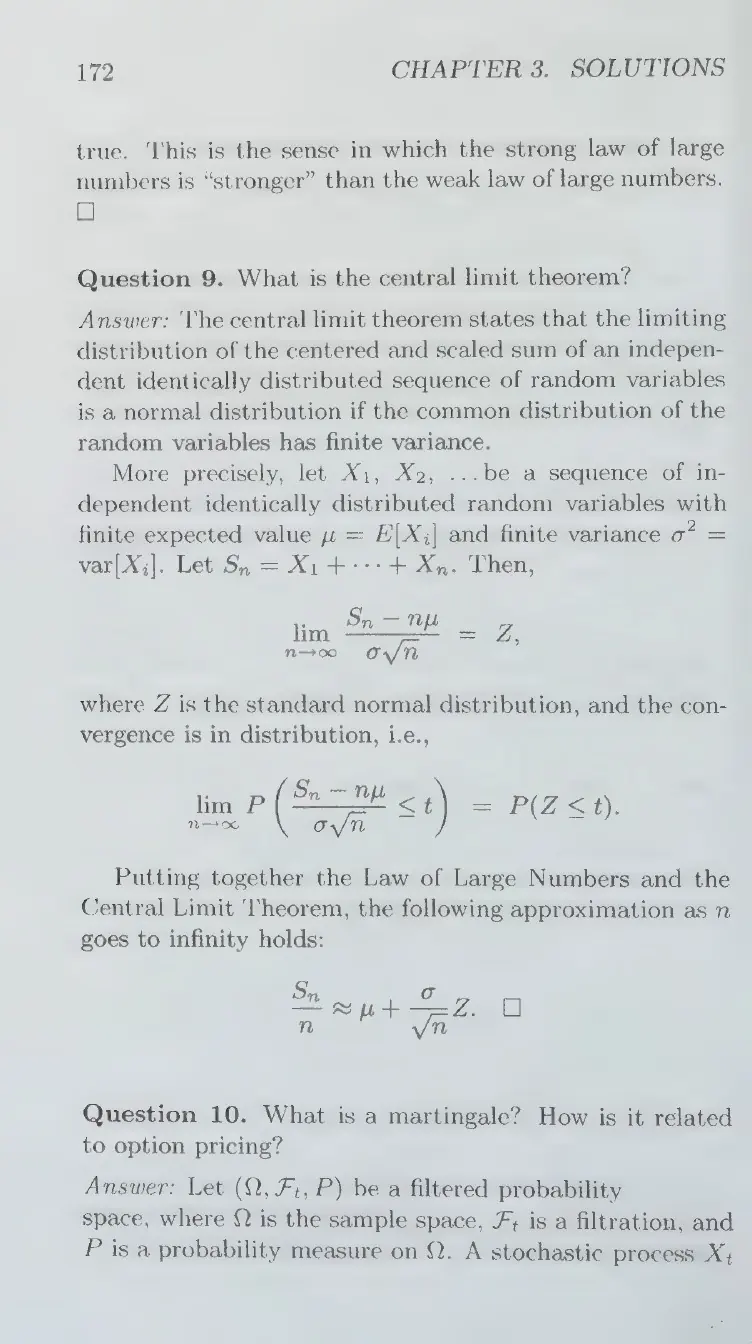 172 CHAPTER 3. SOLUTIONS
true. This is the sense in which the strong law of large
numbers is “stronger” than the weak law of large numbers.
□
Question 9. What is the central limit theorem?
Answer: The central limit theorem states that the limiting
distribution of the centered and scaled sum of an indepen-
dent identically distributed sequence of random variables
is a normal distribution if the common distribution of the
random variables has finite variance.
More precisely, let X₁, X₂, ... be a sequence of in-
dependent identically distributed random variables with
finite expected value μ = E[Xᵢ] and finite variance σ² =
var[Xᵢ]. Let Sₙ = X₁ + ··· + Xₙ. Then,
lim_{n→∞} (Sₙ − nμ)/(σ√n) = Z,
where Z is the standard normal distribution, and the con-
vergence is in distribution, i.e.,
lim_{n→∞} P((Sₙ − nμ)/(σ√n) ≤ t) = P(Z ≤ t).
Putting together the Law of Large Numbers and the
Central Limit Theorem, the following approximation as n
goes to infinity holds:
Sₙ/n ≈ μ + (σ/√n)Z. □
Question 10. What is a martingale? How is it related
to option pricing?
Answer: Let (Ω, ℱₜ, P) be a filtered probability
space, where Ω is the sample space, ℱₜ is a filtration, and
P is a probability measure on Ω. A stochastic process Xₜ